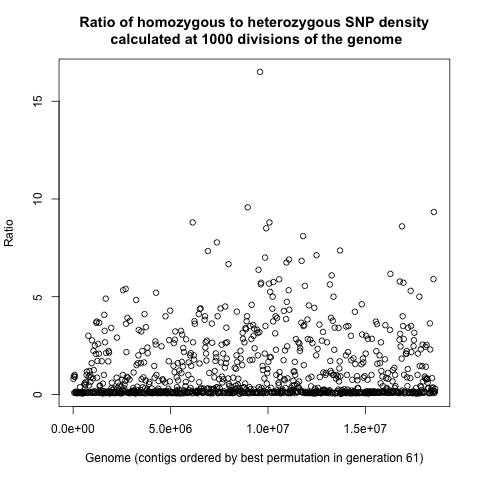 Ratio of homozygous to heterozygous SNP density
calculated at 1000 divisions of the genome
Ratio
15
10
5
0
0.0e+00 5.0e+06 1.0e+07 1.5e+07
Genome (contigs ordered by best permutation in generation 61)